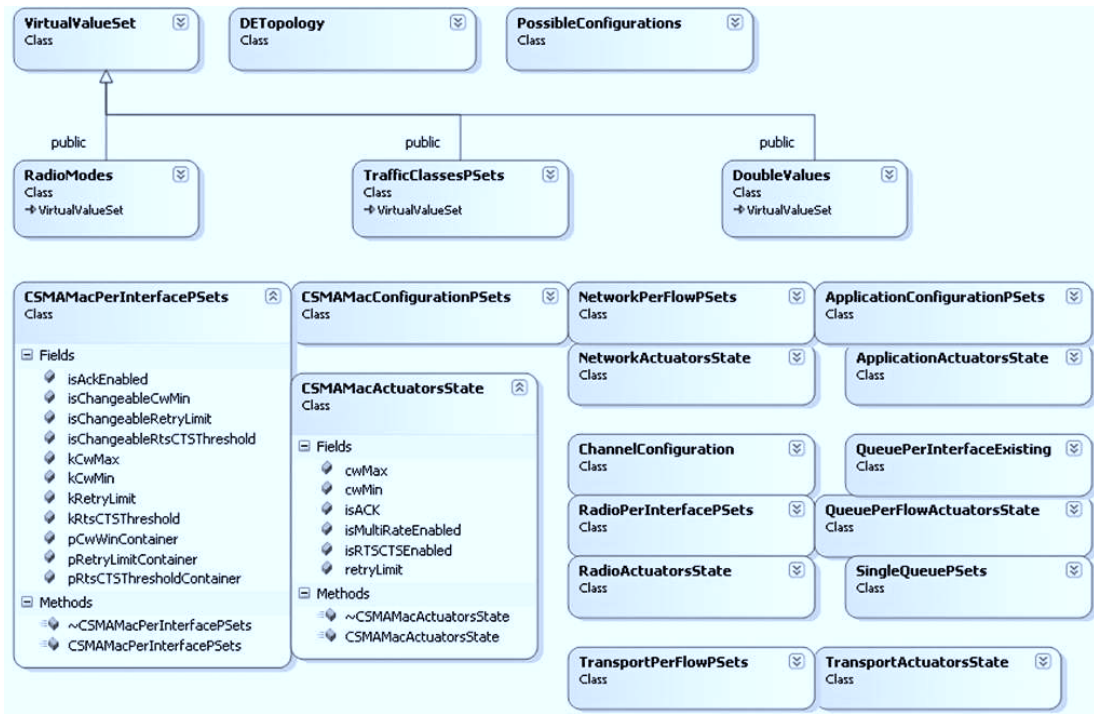 VirtualValueSet
Class
DETopology
Class
PossibleConfigurations
Class
public
public
public
RadioModes
Class
VirtualValueSet
TrafficClassesPSets
Class
VirtualValueSet
DoubleValues
Class
VirtualValueSet
CSMAMacPerInterfacePSets
Class
Fields
isAckEnabled
isChangeableCwMin
isChangeableRetryLimit
isChangeableRtsCTSThreshold
kCwMax
kCwMin
kRetryLimit
kRtsCTSThreshold
pCwWinContainer
pRetryLimitContainer
pRtsCTSThresholdContainer
Methods
~CSMAMacPerInterfacePSets
CSMAMacPerInterfacePSets
CSMAMacConfigurationPSets
Class
CSMAMacActuatorsState
Class
Fields
cwMax
cwMin
isACK
isMultiRateEnabled
isRTSCTSEnabled
retryLimit
Methods
~CSMAMacActuatorsState
CSMAMacActuatorsState
NetworkPerFlowPSets
Class
NetworkActuatorsState
Class
ChannelConfiguration
Class
RadioPerInterfacePSets
Class
RadioActuatorsState
Class
TransportPerFlowPSets
Class
ApplicationConfigurationPSets
Class
ApplicationActuatorsState
Class
QueuePerInterfaceExisting
Class
QueuePerFlowActuatorsState
Class
SingleQueuePSets
Class
TransportActuatorsState
Class